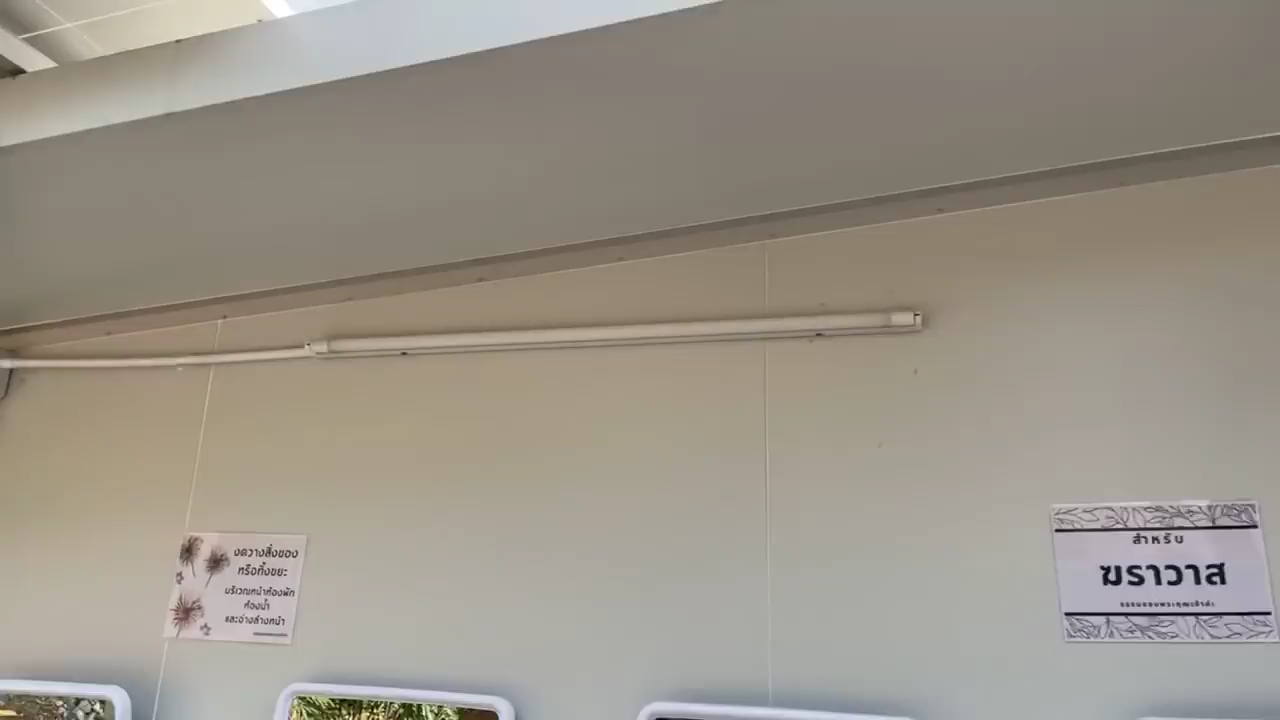 งดวางสิ่งของ
หรือทิ้งขยะ
บริเวณหน้าห้องพัก
ห้องน้ำ
และอ่างล้างหน้า
สำหรับ
ฆราวาส